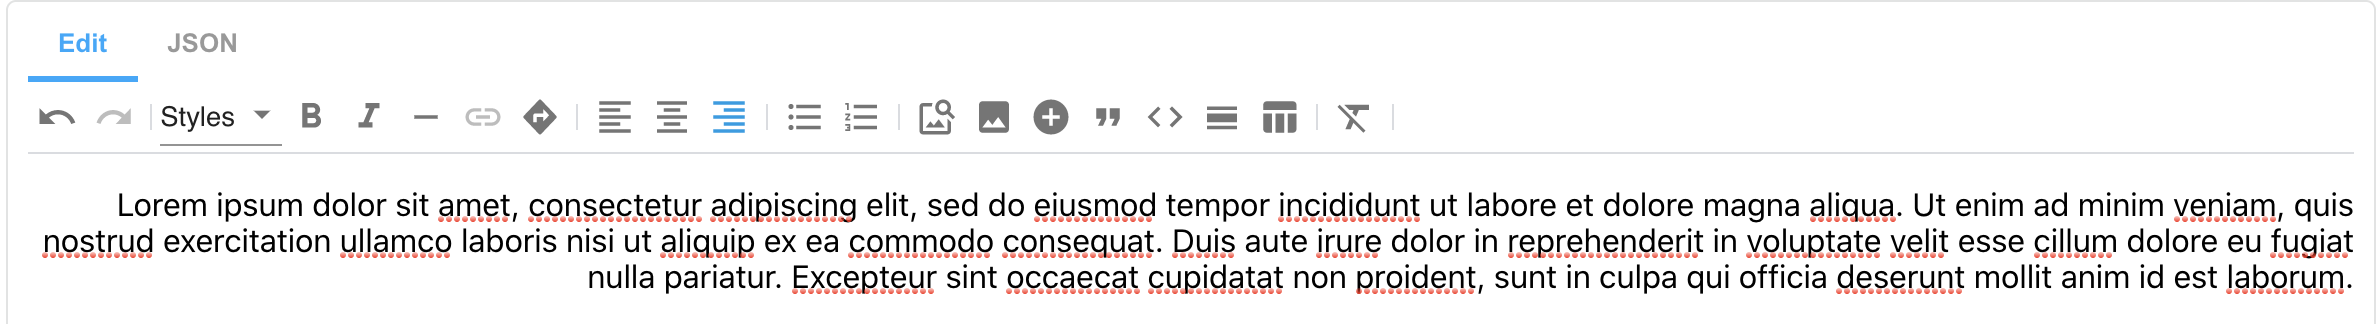 Edit JSON
Styles
Lorem ipsum dolor sit amet, consectetur adipiscing elit, sed do eiusmod tempor incididunt ut labore et dolore magna aliqua. Ut enim ad minim veniam, quis
nostrud exercitation ullamco laboris nisi ut aliquip ex ea commodo consequat. Duis aute irure dolor in reprehenderit in voluptate velit esse cillum dolore eu fugiat
nulla pariatur. Excepteur sint occaecat cupidatat non proident, sunt in culpa qui officia deserunt mollit anim id est laborum.